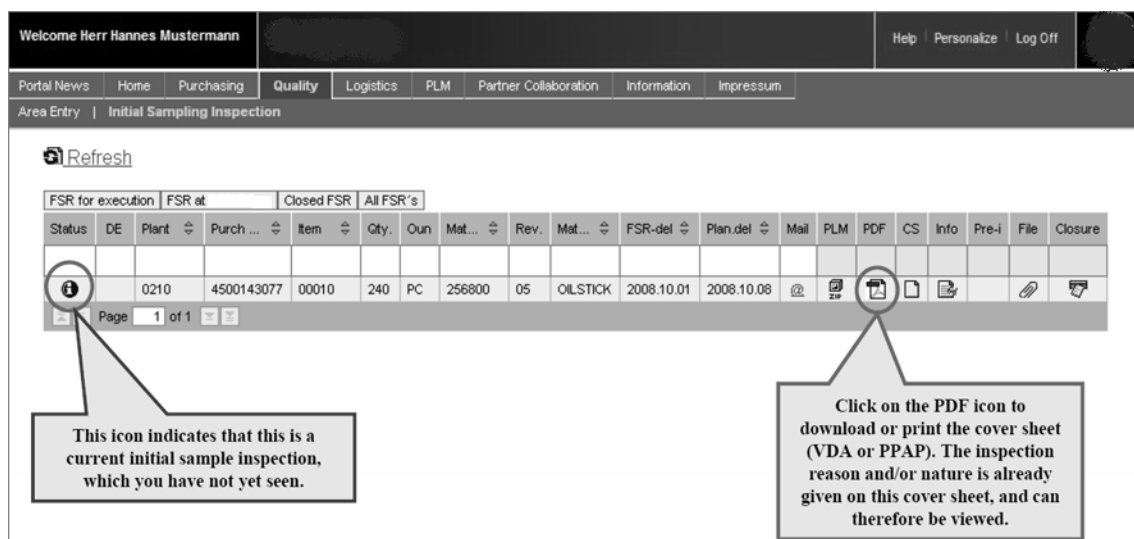 Welcome Herr Hannes Mustermann
Help Personalize Log Off
Portal News Home Purchasing Quality Logistics PLM Partner Collaboration Information Impressum
Area Entry | Initial Sampling Inspection
Refresh
FSR for execution FSR at Closed FSR All FSR´s
Status DE Plant Purch ... Item Qty. Oun Mat... Rev. Mat... FSR-del Plan.del Mail PLM PDF CS Info Pre-i File Closure
0210 4500143077 00010 240 PC 256800 05 OILSTICK 2008.10.01 2008.10.08 @ ZIP
Page 1 of 1
This icon indicates that this is a
current initial sample inspection,
which you have not yet seen.
Click on the PDF icon to
download or print the cover sheet
(VDA or PPAP). The inspection
reason and/or nature is already
given on this cover sheet, and can
therefore be viewed.